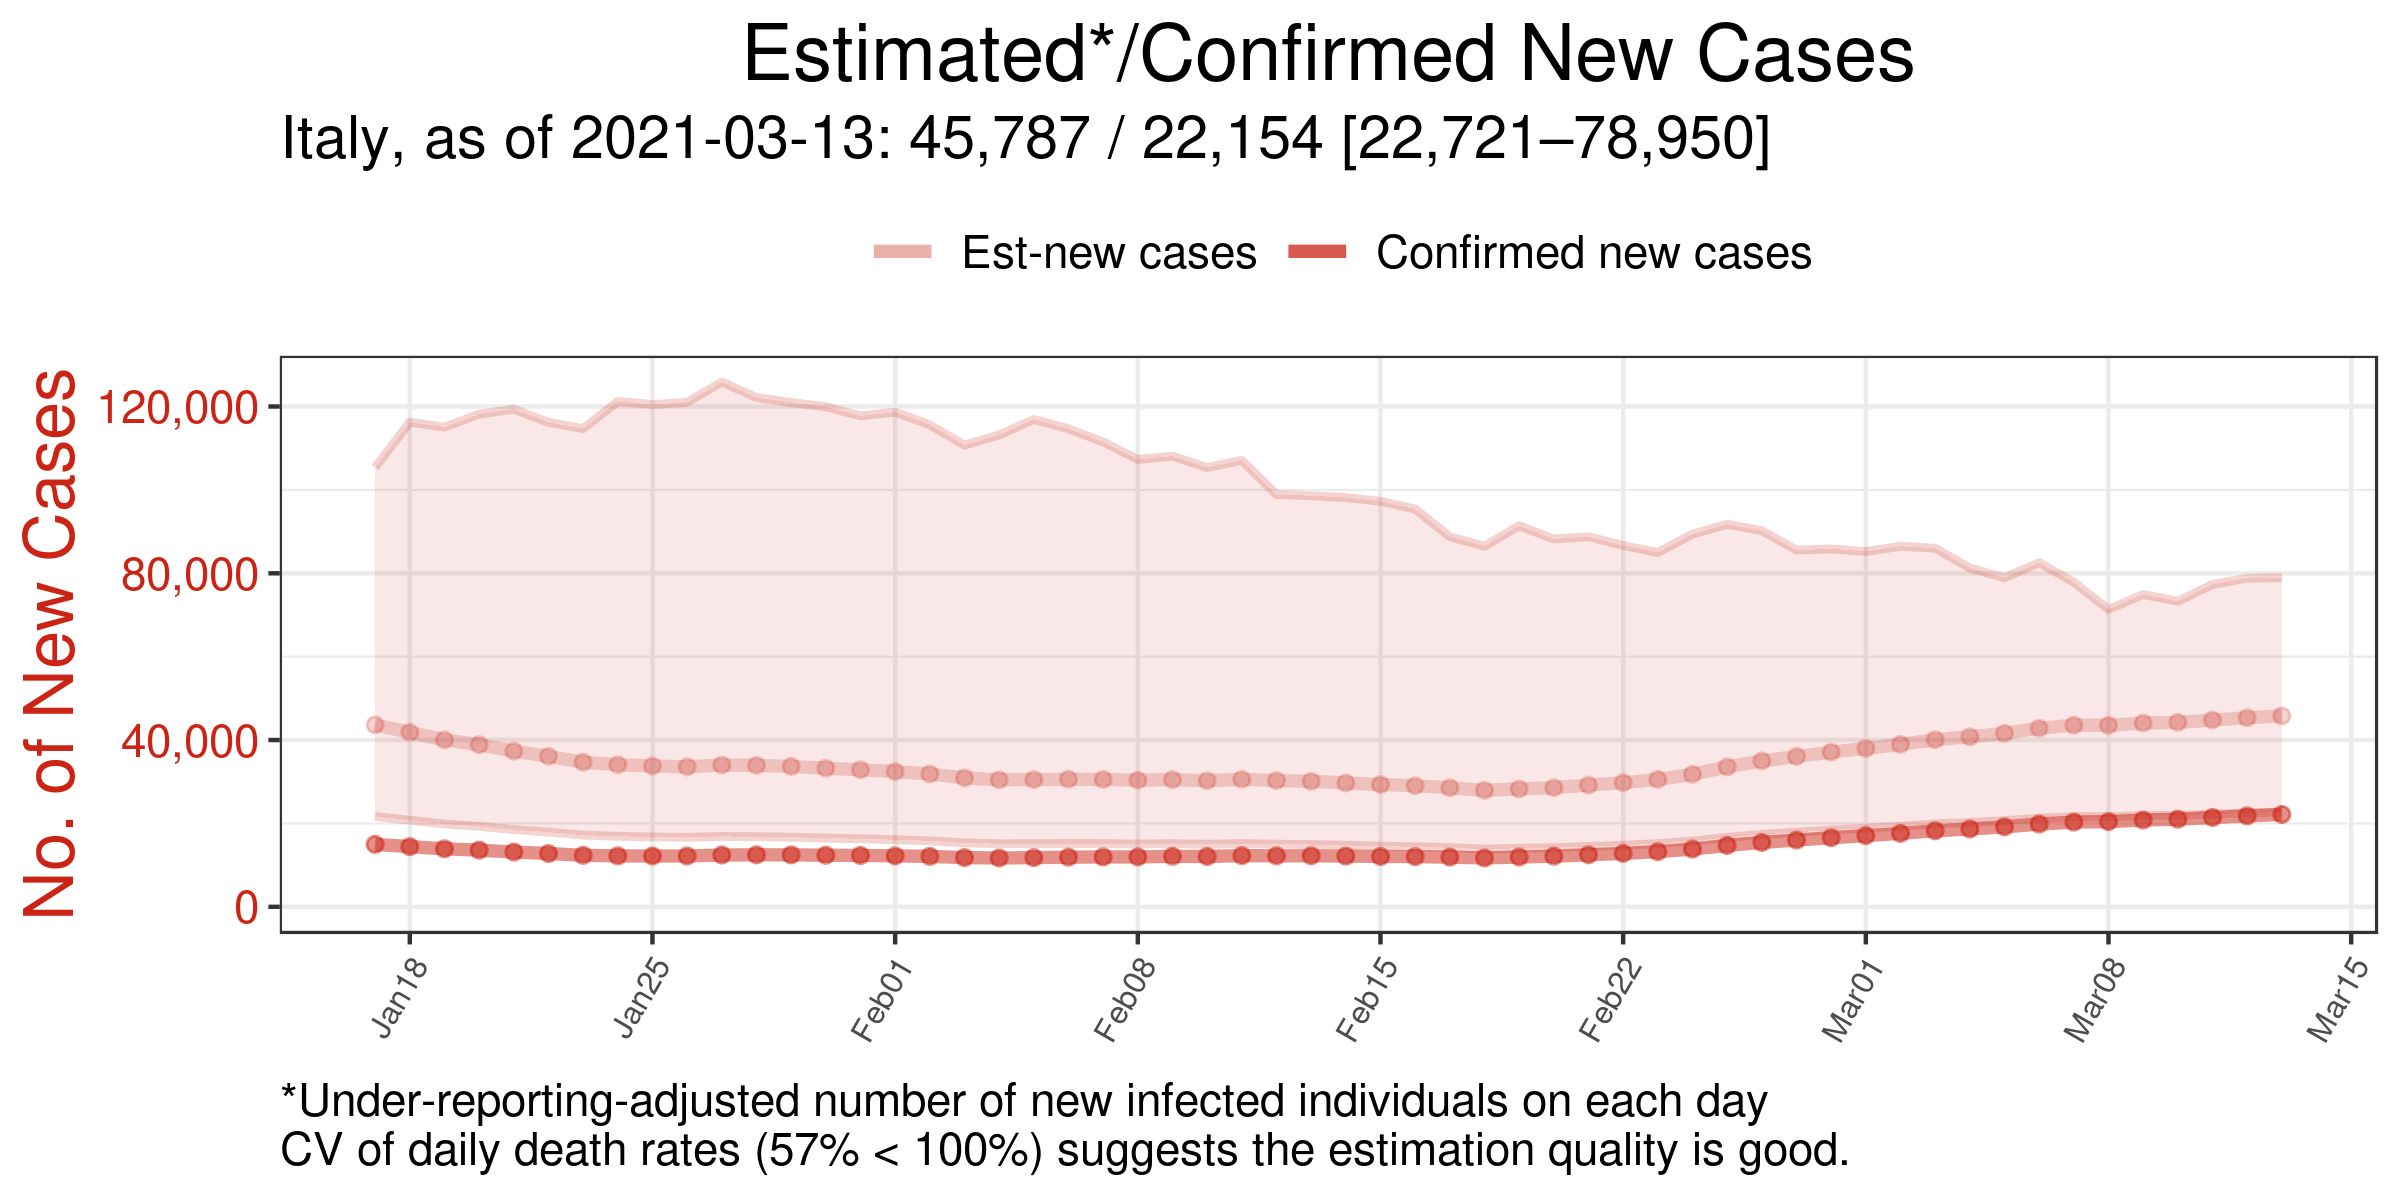 Estimated*/Confirmed New Cases
Italy, as of 2021-03-13: 45,787 / 22,154 [22,721–78,950]
Est-new cases
Confirmed new cases
No. of New Cases
120,000
80,000
40,000
0
Jan18
Jan25
Feb01
Feb08
Feb15
Feb22
Mar01
Mar08
Mar15
*Under-reporting-adjusted number of new infected individuals on each day
CV of daily death rates (57% < 100%) suggests the estimation quality is good.